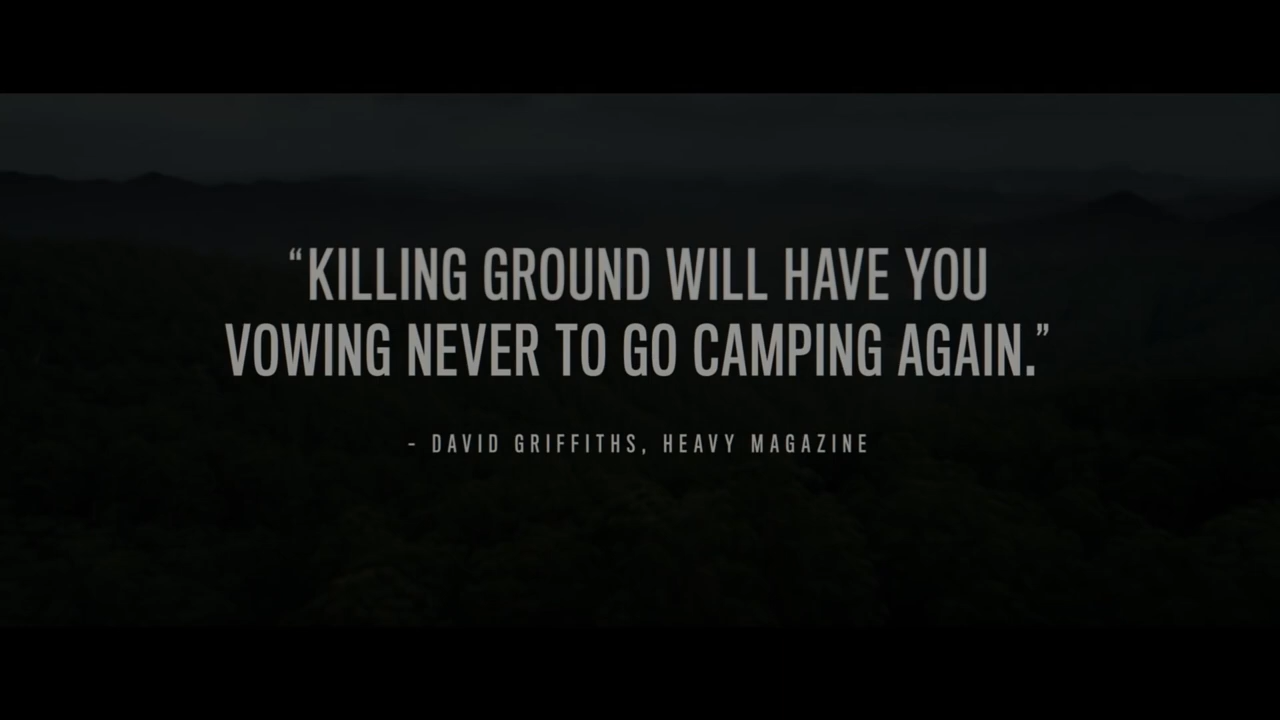 “KILLING GROUND WILL HAVE YOU
VOWING NEVER TO GO CAMPING AGAIN.”
- DAVID GRIFFITHS, HEAVY MAGAZINE